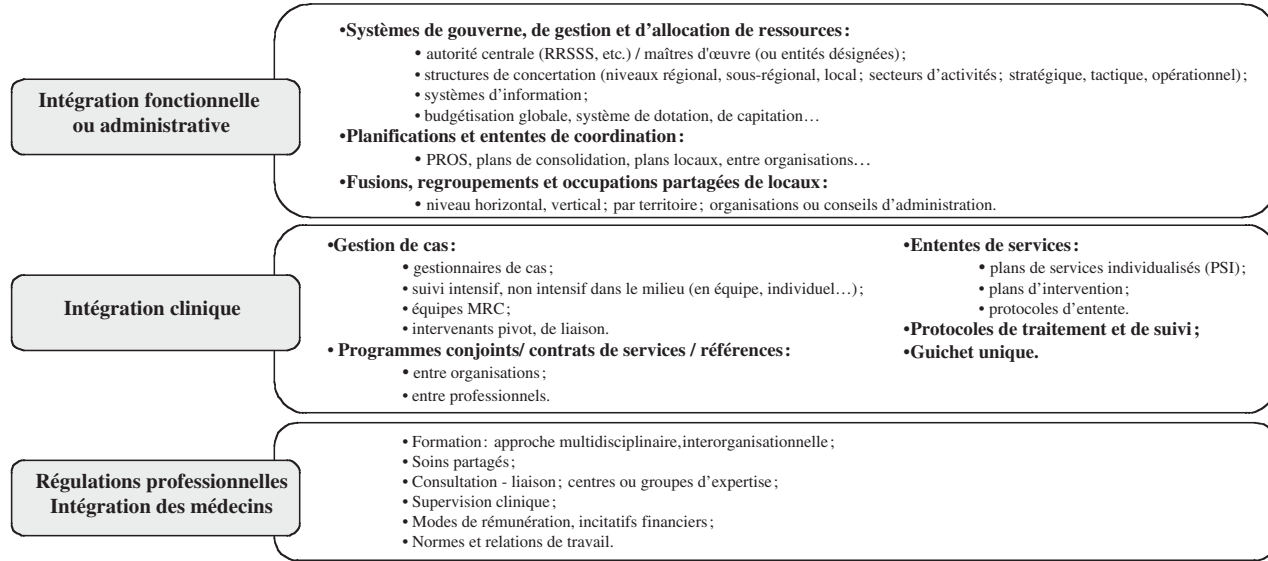 Intégration fonctionnelle
ou administrative
•Systèmes de gouverne, de gestion et d’allocation de ressources :
• autorité centrale (RRSSS, etc.) / maîtres d'œuvre (ou entités désignées) ;
• structures de concertation (niveaux régional, sous-régional, local ; secteurs d’activités ; stratégique, tactique, opérationnel) ;
• systèmes d’information ;
• budgétisation globale, système de dotation, de capitation…
•Planifications et ententes de coordination :
• PROS, plans de consolidation, plans locaux, entre organisations…
•Fusions, regroupements et occupations partagées de locaux :
• niveau horizontal, vertical ; par territoire ; organisations ou conseils d’administration.
Intégration clinique
•Gestion de cas :
• gestionnaires de cas ;
• suivi intensif, non intensif dans le milieu (en équipe, individuel…) ;
• équipes MRC ;
• intervenants pivot, de liaison.
• Programmes conjoints/ contrats de services / références :
• entre organisations ;
• entre professionnels.
•Ententes de services :
• plans de services individualisés (PSI) ;
• plans d’intervention ;
• protocoles d’entente.
•Protocoles de traitement et de suivi ;
•Guichet unique.
Régulations professionnelles
Intégration des médecins
• Formation : approche multidisciplinaire,interorganisationnelle ;
• Soins partagés ;
• Consultation - liaison ; centres ou groupes d’expertise ;
• Supervision clinique ;
• Modes de rémunération, incitatifs financiers ;
• Normes et relations de travail.